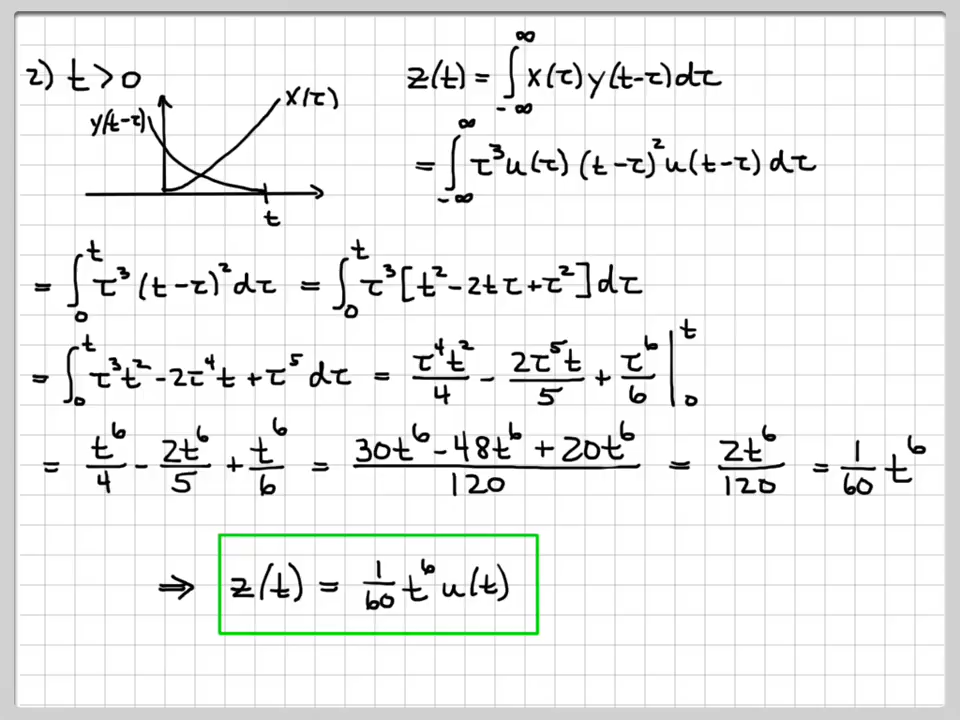 2) t > 0
z(t) = ∫_{-∞}^{∞} x(τ) y(t-τ) dτ
y(t-τ)
x(τ)
t
= ∫_{-∞}^{∞} τ³ u(τ) (t-τ)² u(t-τ) dτ
= ∫_0^t τ³ (t-τ)² dτ = ∫_0^t τ³ [t² - 2tτ + τ²] dτ
= ∫_0^t τ³t² - 2τ⁴t + τ⁵ dτ = τ⁴t²/4 - 2τ⁵t/5 + τ⁶/6 |_0^t
= t⁶/4 - 2t⁶/5 + t⁶/6 = (30t⁶ - 48t⁶ + 20t⁶)/120 = 2t⁶/120 = 1/60 t⁶
⇒ z(t) = 1/60 t⁶ u(t)